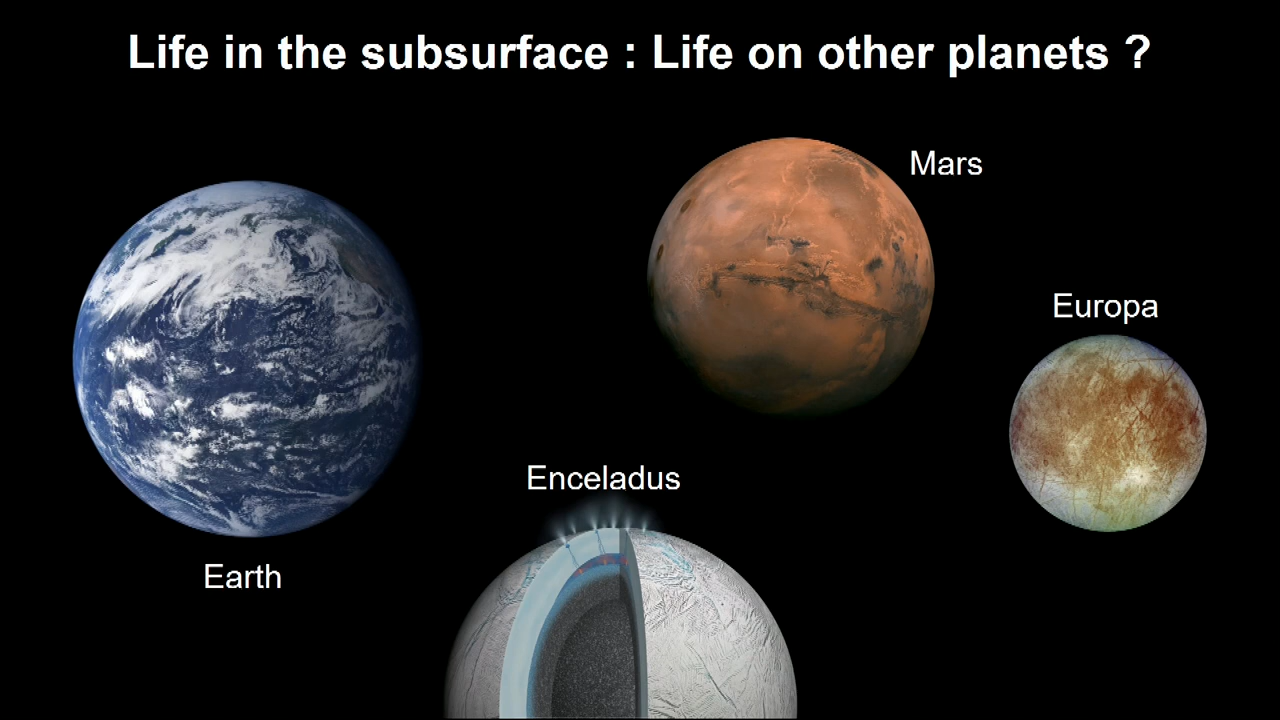 Life in the subsurface : Life on other planets ?
Mars
Europa
Enceladus
Earth